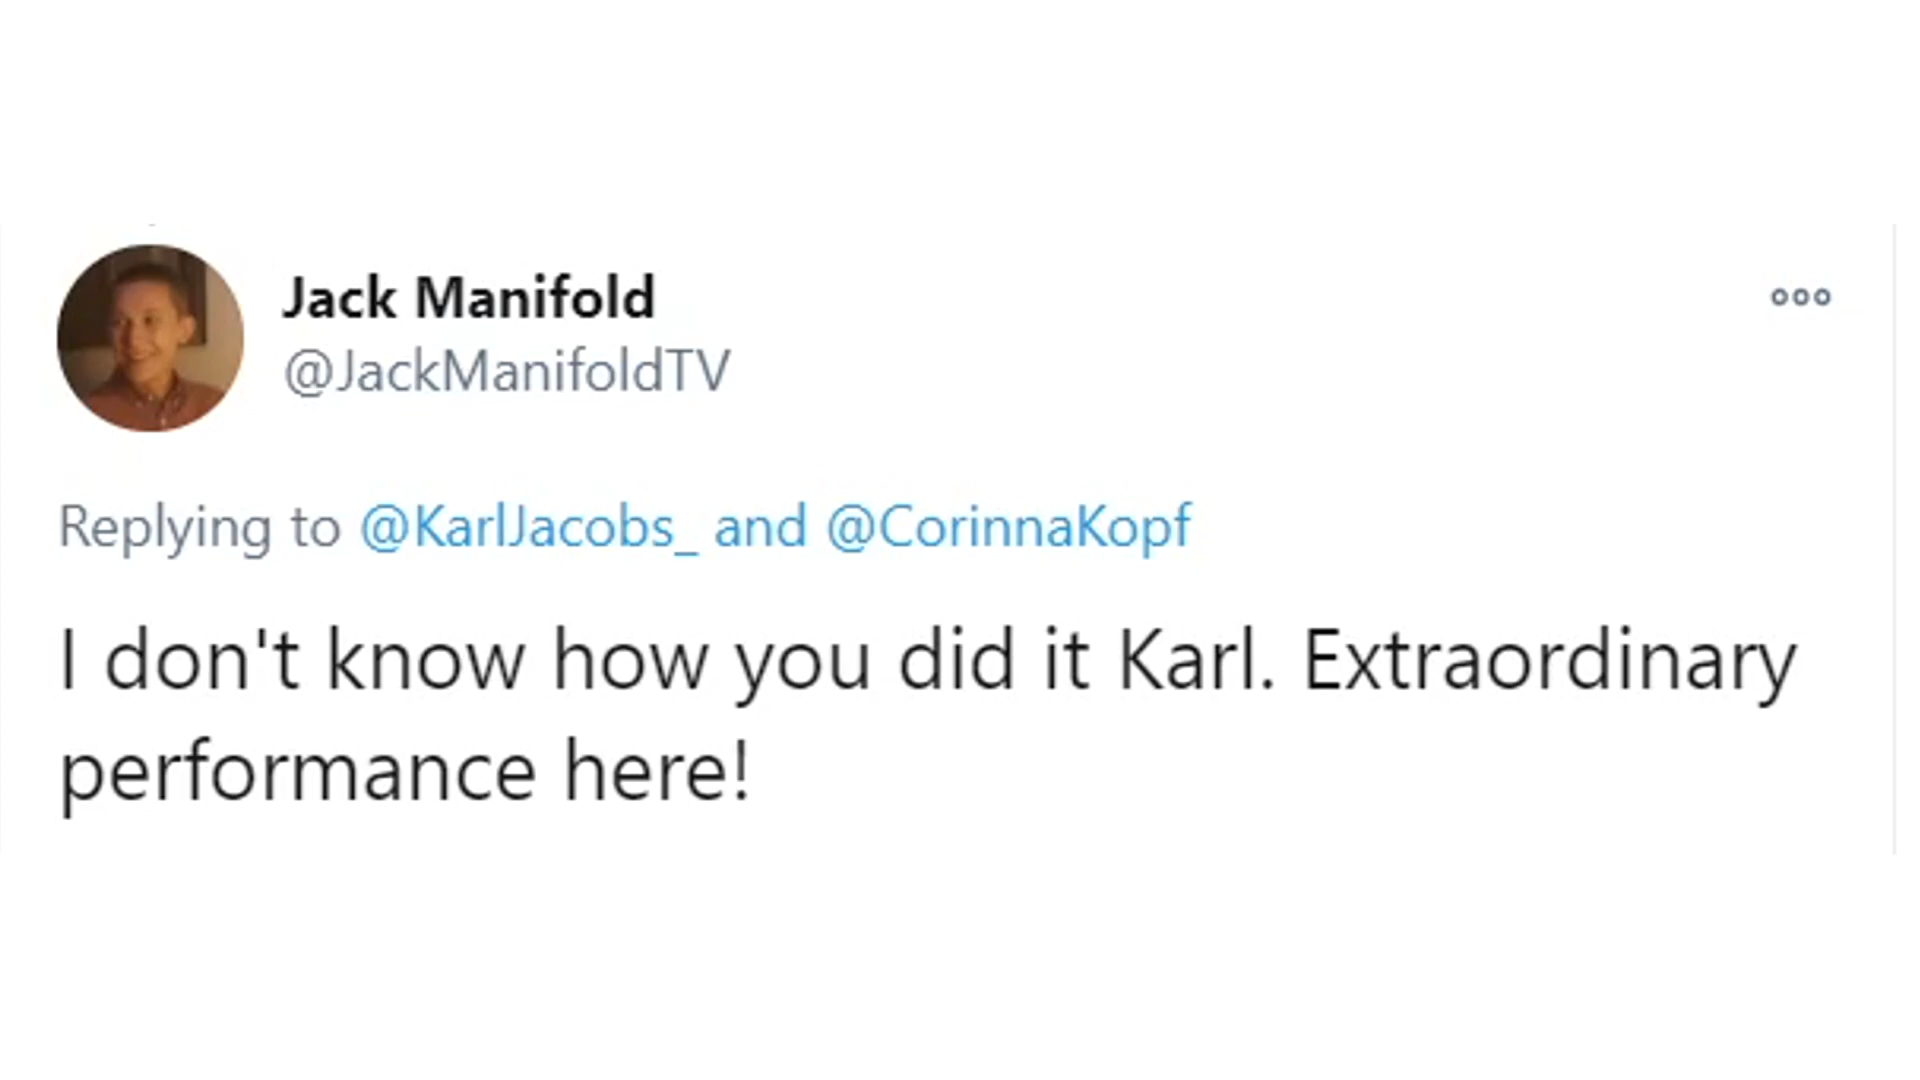 Jack Manifold
@JackManifoldTV
Replying to @KarlJacobs_ and @CorinnaKopf
I don't know how you did it Karl. Extraordinary
performance here!